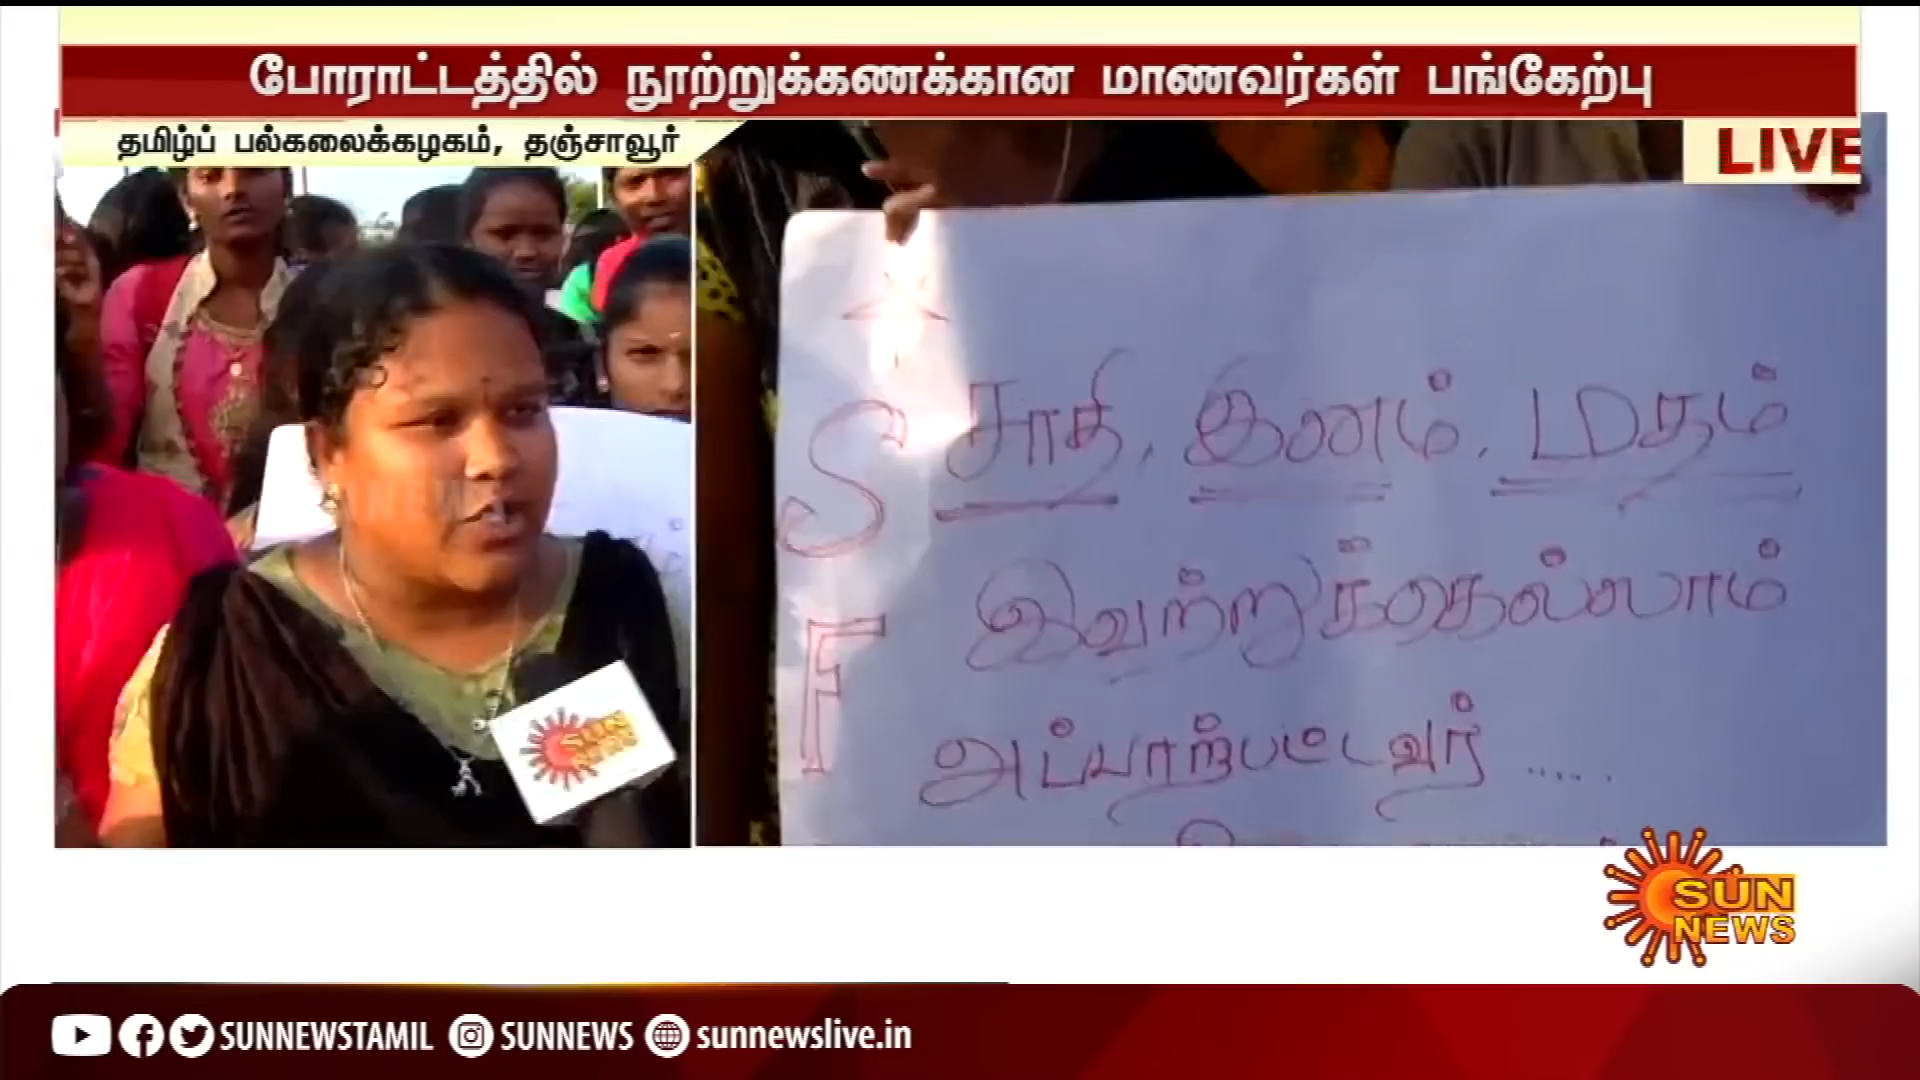 போராட்டத்தில் நூற்றுக்கணக்கான மாணவர்கள் பங்கேற்பு
தமிழ்ப் பல்கலைக்கழகம், தஞ்சாவூர்
LIVE
S
F
சாதி, இனம், மதம்
இவற்றுக்கெல்லாம்
அப்பாற்பட்டவர் .....
SUN
NEWS
SUNNEWSTAMIL SUNNEWS sunnewslive.in